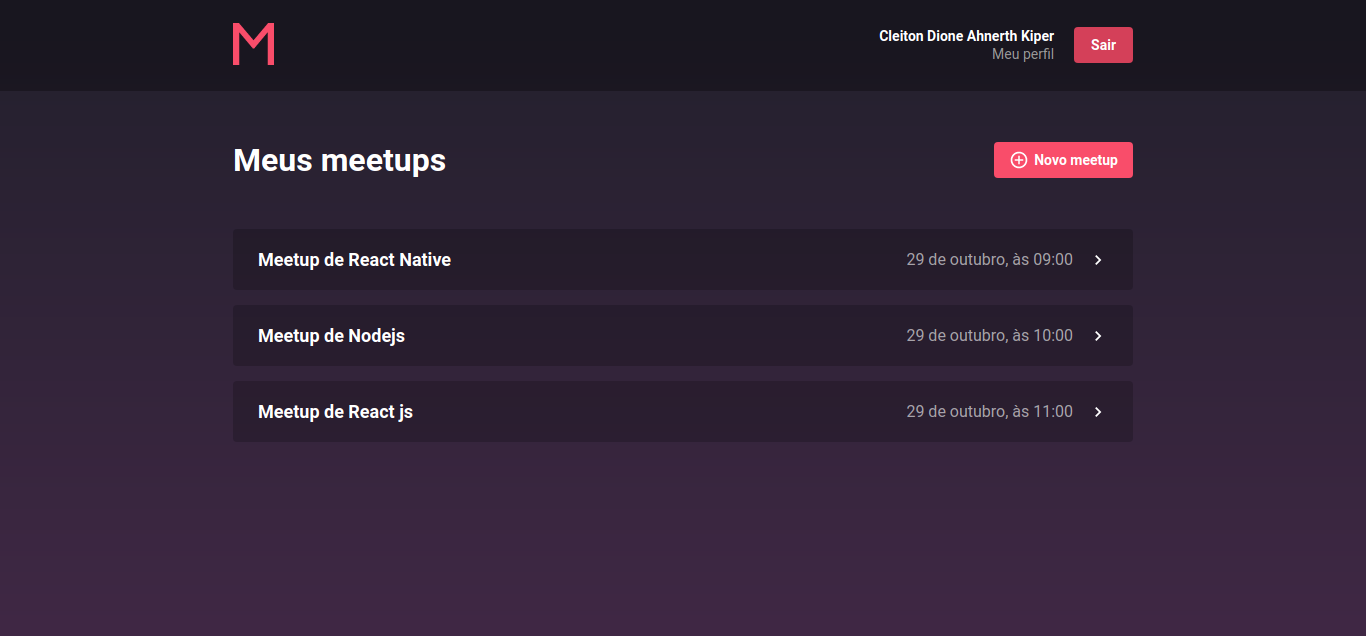 M
Cleiton Dione Ahnerth Kiper
Meu perfil
Sair
Meus meetups
Novo meetup
Meetup de React Native
29 de outubro, às 09:00
Meetup de Nodejs
29 de outubro, às 10:00
Meetup de React js
29 de outubro, às 11:00